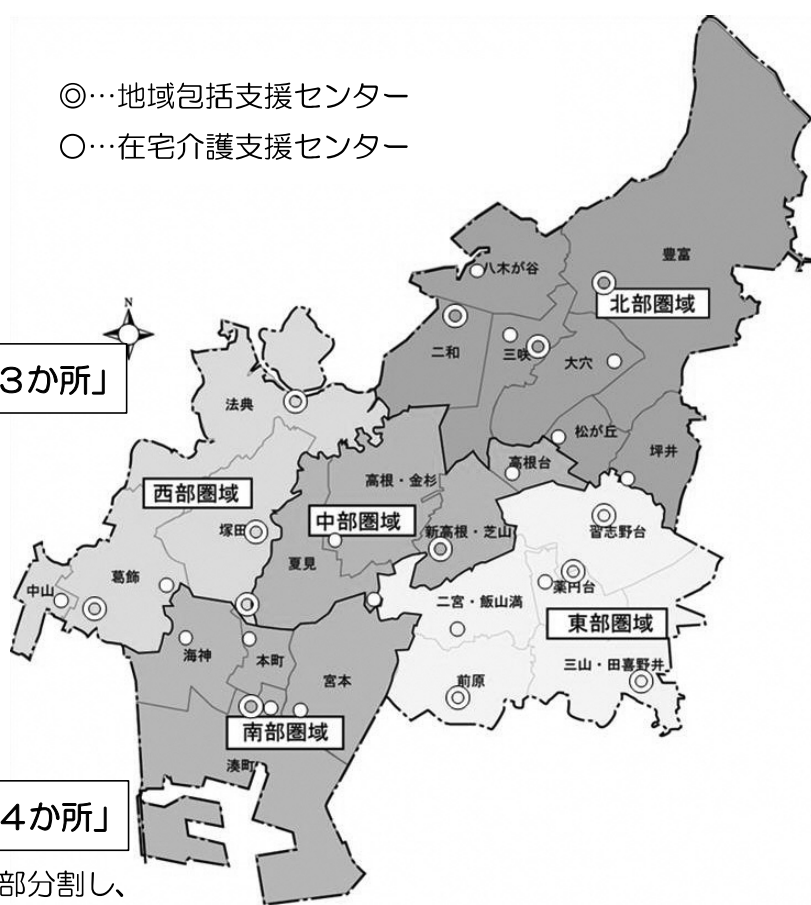 ◎…地域包括支援センター
○…在宅介護支援センター
豊富
八木が谷
北部圏域
N
二和
三咲
大穴
3か所」
法典
松が丘
坪井
高根台
高根・金杉
西部圏域
中部圏域
塚田
新高根・芝山
習志野台
夏見
葛飾
中山
薬円台
二宮・飯山満
東部圏域
海神
本町
三山・田喜野井
宮本
前原
南部圏域
湊町
4か所」
部分割し、